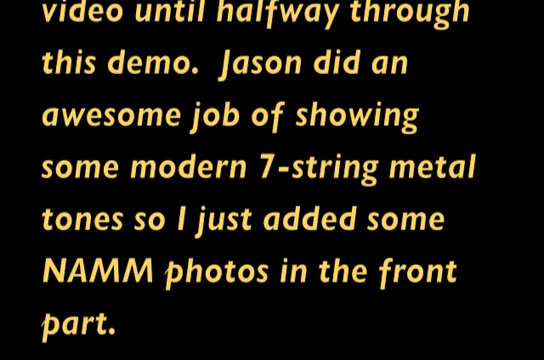 video until halfway through
this demo.  Jason did an
awesome job of showing
some modern 7-string metal
tones so I just added some
NAMM photos in the front
part.